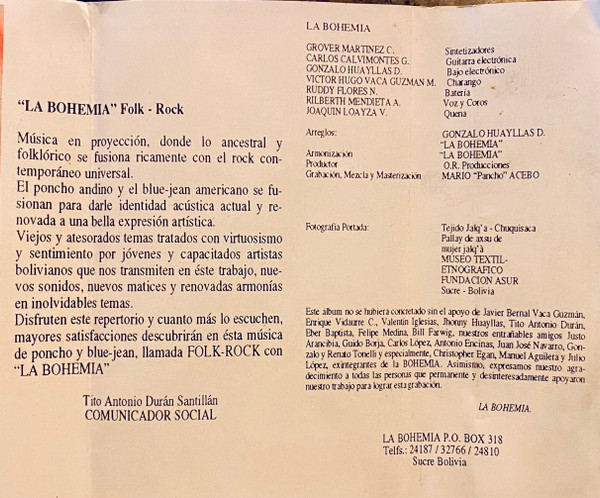 "LA BOHEMIA" Folk - Rock
Música en proyección, donde lo ancestral y
folklórico se fusiona ricamente con el rock con-
temporáneo universal.
El poncho andino y el blue-jean americano se fu-
sionan para darle identidad acústica actual y re-
novada a una bella expresión artística.
Viejos y atesorados temas tratados con virtuosismo
y sentimiento por jóvenes y capacitados artistas
bolivianos que nos transmiten en éste trabajo, nue-
vos sonidos, nuevos matices y renovadas armonías
en inolvidables temas.
Disfruten este repertorio y cuanto más lo escuchen,
mayores satisfacciones descubrirán en ésta música
de poncho y blue-jean, llamada FOLK-ROCK con
"LA BOHEMIA"
Tito Antonio Durán Santillán
COMUNICADOR SOCIAL
LA BOHEMIA
GROVER MARTINEZ C. Sintetizadores
CARLOS CALVIMONTES G. Guitarra electrónica
GONZALO HUAYLLAS D. Bajo electrónico
VICTOR HUGO VACA GUZMAN M. Charango
RUDDY FLORES N. Batería
RILBERTH MENDIETA A. Voz y Coros
JOAQUIN LOAYZA V. Quena
Arreglos: GONZALO HUAYLLAS D.
"LA BOHEMIA"
Armonización "LA BOHEMIA"
Productor O.R. Producciones
Grabación, Mezcla y Masterización MARIO "Pancho" ACEBO
Fotografía Portada: Tejido Jalq'a - Chuquisaca
Pallay de axsu de
mujer jalq'a
MUSEO TEXTIL-
ETNOGRAFICO
FUNDACION ASUR
Sucre - Bolivia
Este álbum no se hubiera concretado sin el apoyo de Javier Bernal Vaca Guzmán,
Enrique Vidaurre C., Valentín Iglesias, Jhonny Huayllas, Tito Antonio Durán,
Eber Baptista, Felipe Medina, Bill Farwig, nuestros entrañables amigos Justo
Arancibia, Guido Borja, Carlos López, Antonio Encinas, Juan José Navarro, Gon-
zalo y Renato Tonelli y especialmente, Christopher Egan, Manuel Aguilera y Julio
López, exintegrantes de la BOHEMIA. Asimismo, expresamos nuestro agra-
decimiento a todas las personas que permanente y desinteresadamente apoyaron
nuestro trabajo para lograr esta grabación.
LA BOHEMIA.
LA BOHEMIA P.O. BOX 318
Telfs.: 24187 / 32766 / 24810
Sucre Bolivia